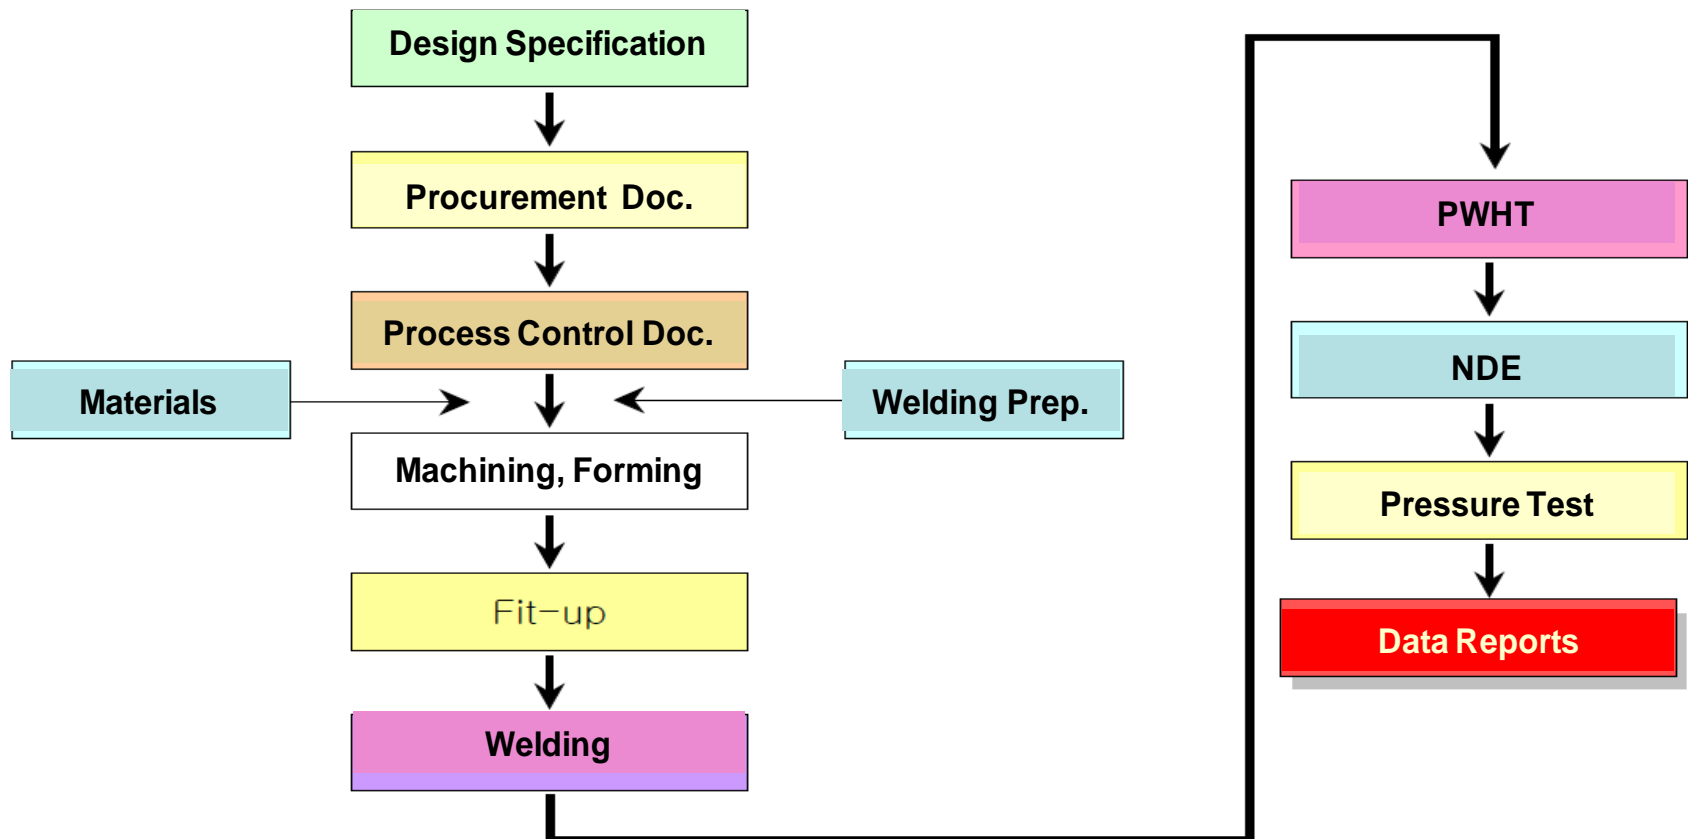 Design Specification
Procurement Doc.
Process Control Doc.
Materials
Welding Prep.
Machining, Forming
Fit-up
Welding
PWHT
NDE
Pressure Test
Data Reports